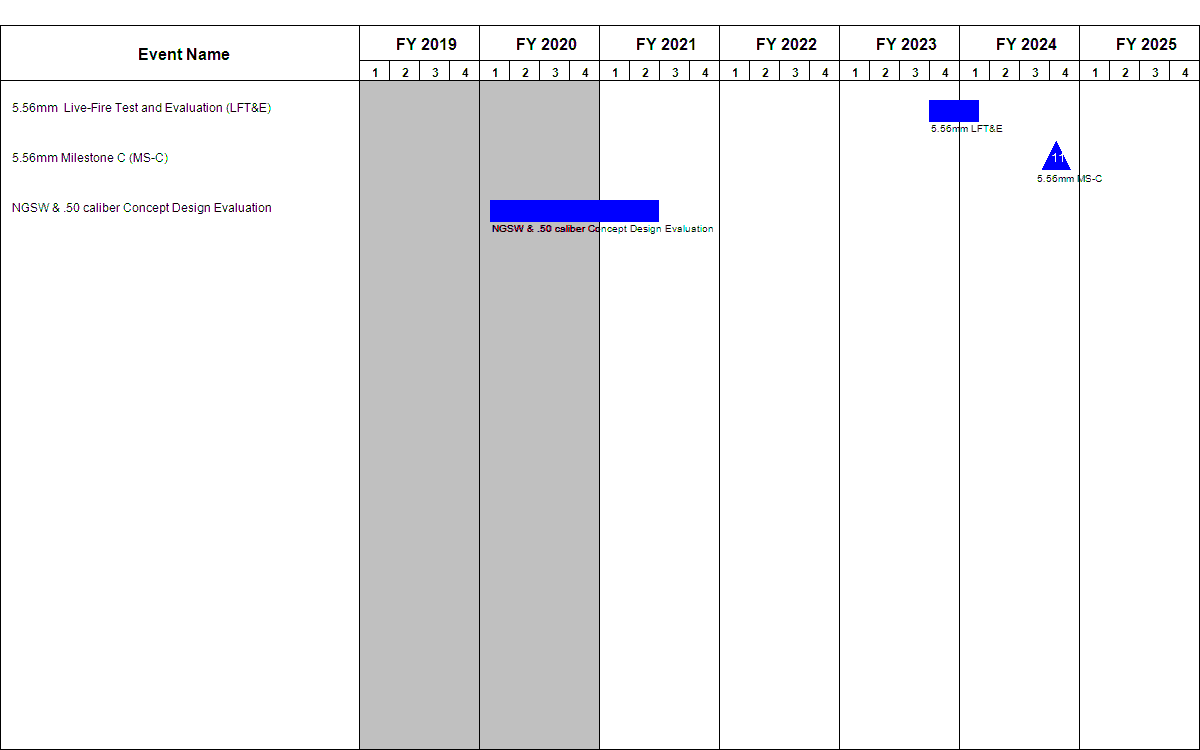 Event Name
FY 2019 FY 2020 FY 2021 FY 2022 FY 2023 FY 2024 FY 2025
1 2 3 4 1 2 3 4 1 2 3 4 1 2 3 4 1 2 3 4 1 2 3 4 1 2 3 4
5.56mm  Live-Fire Test and Evaluation (LFT&E)
5.56mm LFT&E
5.56mm Milestone C (MS-C)
11
5.56mm MS-C
NGSW & .50 caliber Concept Design Evaluation
NGSW & .50 caliber Concept Design Evaluation